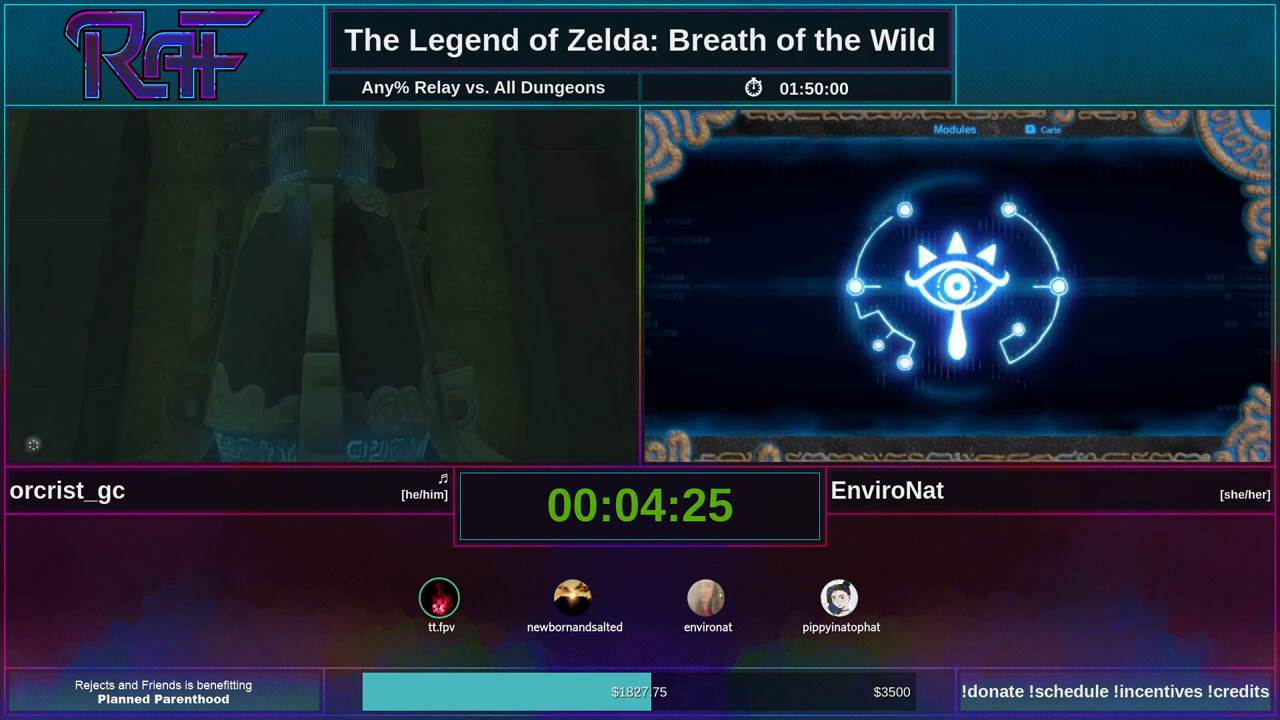 RAF
The Legend of Zelda: Breath of the Wild
Any% Relay vs. All Dungeons
01:50:00
Modules
R Carte
orcrist_gc
[he/him]
00:04:25
EnviroNat
[she/her]
tt.fpv
newbornandsalted
environat
pippyinatophat
Rejects and Friends is benefitting
Planned Parenthood
$1827.75
$3500
!donate !schedule !incentives !credits